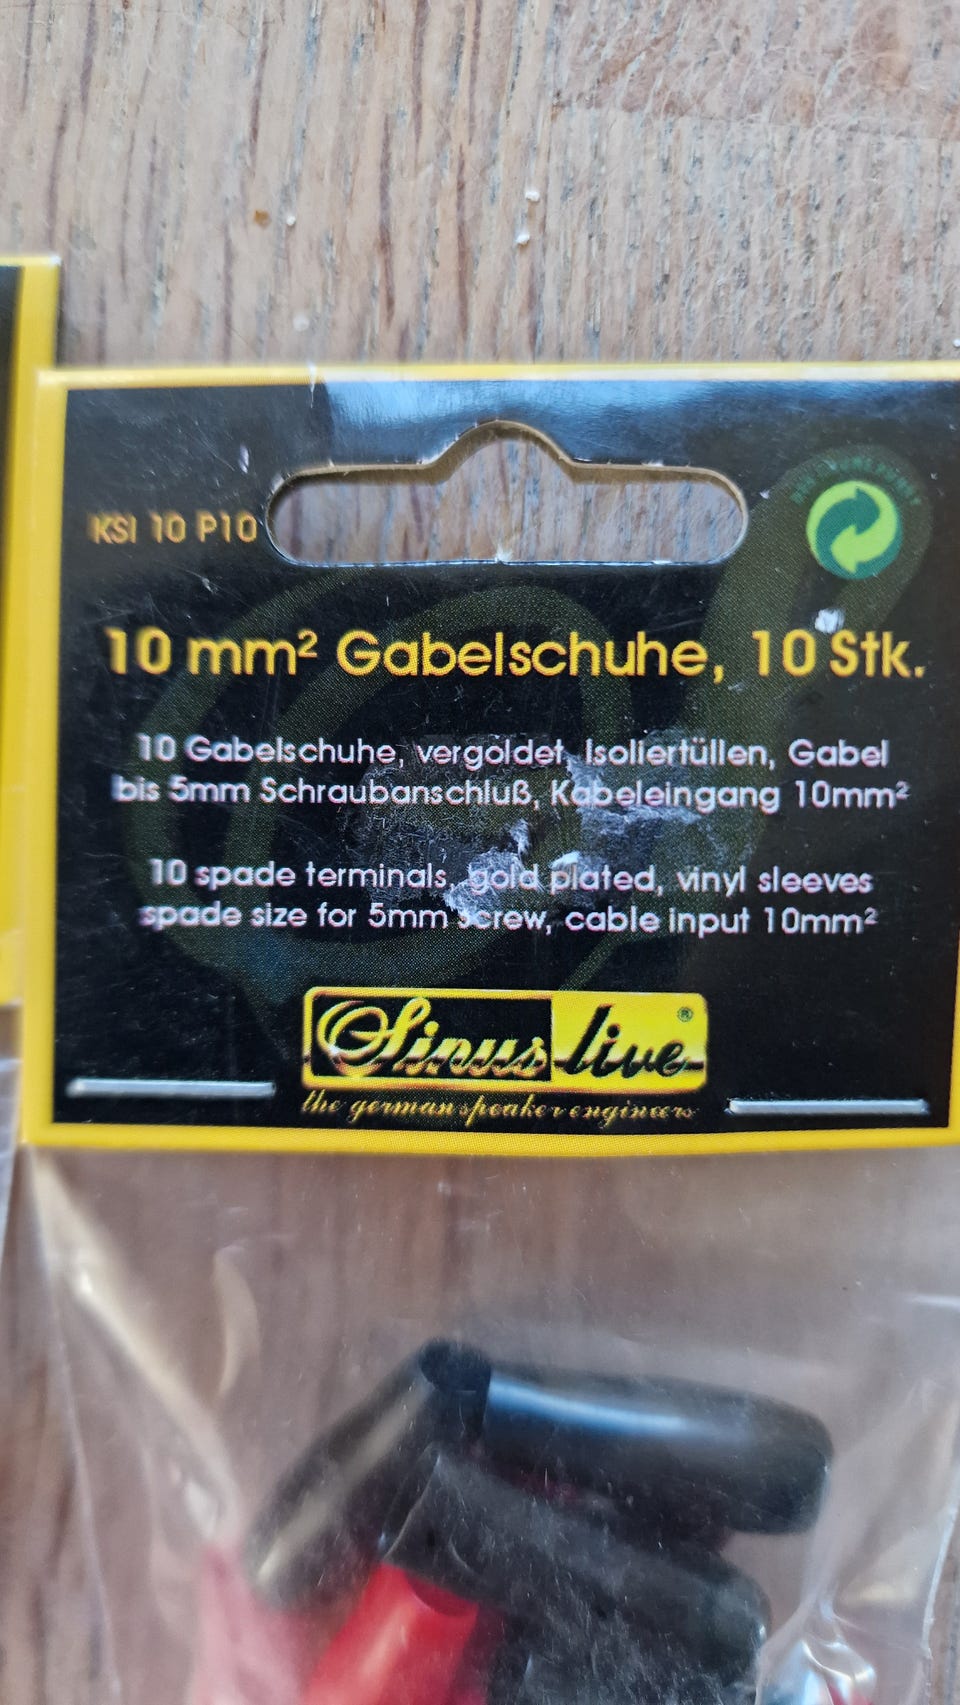 KSI 10 P10
10 mm² Gabelschuhe, 10 Stk.
10 Gabelschuhe, vergoldet, Isoliertüllen, Gabel
bis 5mm Schraubanschluß, Kabeleingang 10mm²
10 spade terminals, gold plated, vinyl sleeves
spade size for 5mm screw, cable input 10mm²
Sinus live ®
the german speaker engineers